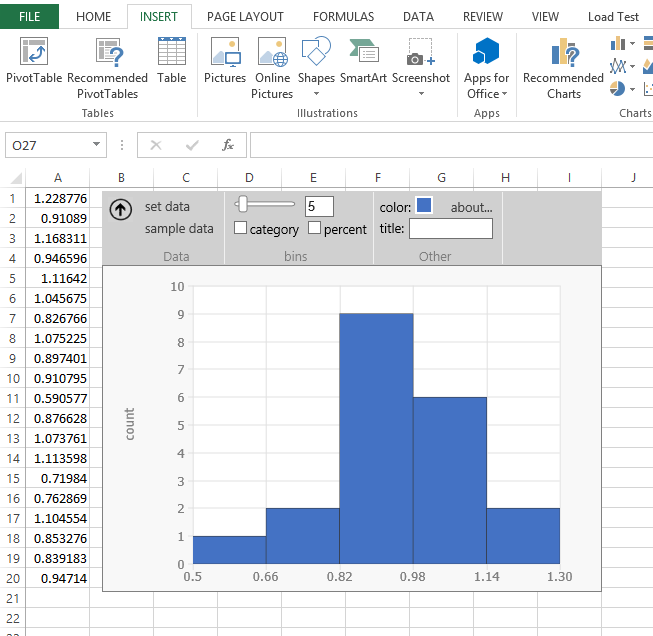 FILE HOME INSERT PAGE LAYOUT FORMULAS DATA REVIEW VIEW Load Test
PivotTable Recommended PivotTables Table
Pictures Online Pictures Shapes SmartArt Screenshot
Apps for Office
Recommended Charts
Tables Illustrations Apps Charts
O27 fx
A B C D E F G H I J
1 1.228776
2 0.91089
3 1.168311
4 0.946596
5 1.11642
6 1.045675
7 0.826766
8 1.075225
9 0.897401
10 0.910795
11 0.590577
12 0.876628
13 1.073761
14 1.113598
15 0.71984
16 0.762869
17 1.104554
18 0.853276
19 0.839183
20 0.94714
21
22
set data 5 color: about...
sample data category percent title:
Data bins Other
10
9
8
7
6
5
4
3
2
1
0
count
0.5 0.66 0.82 0.98 1.14 1.30